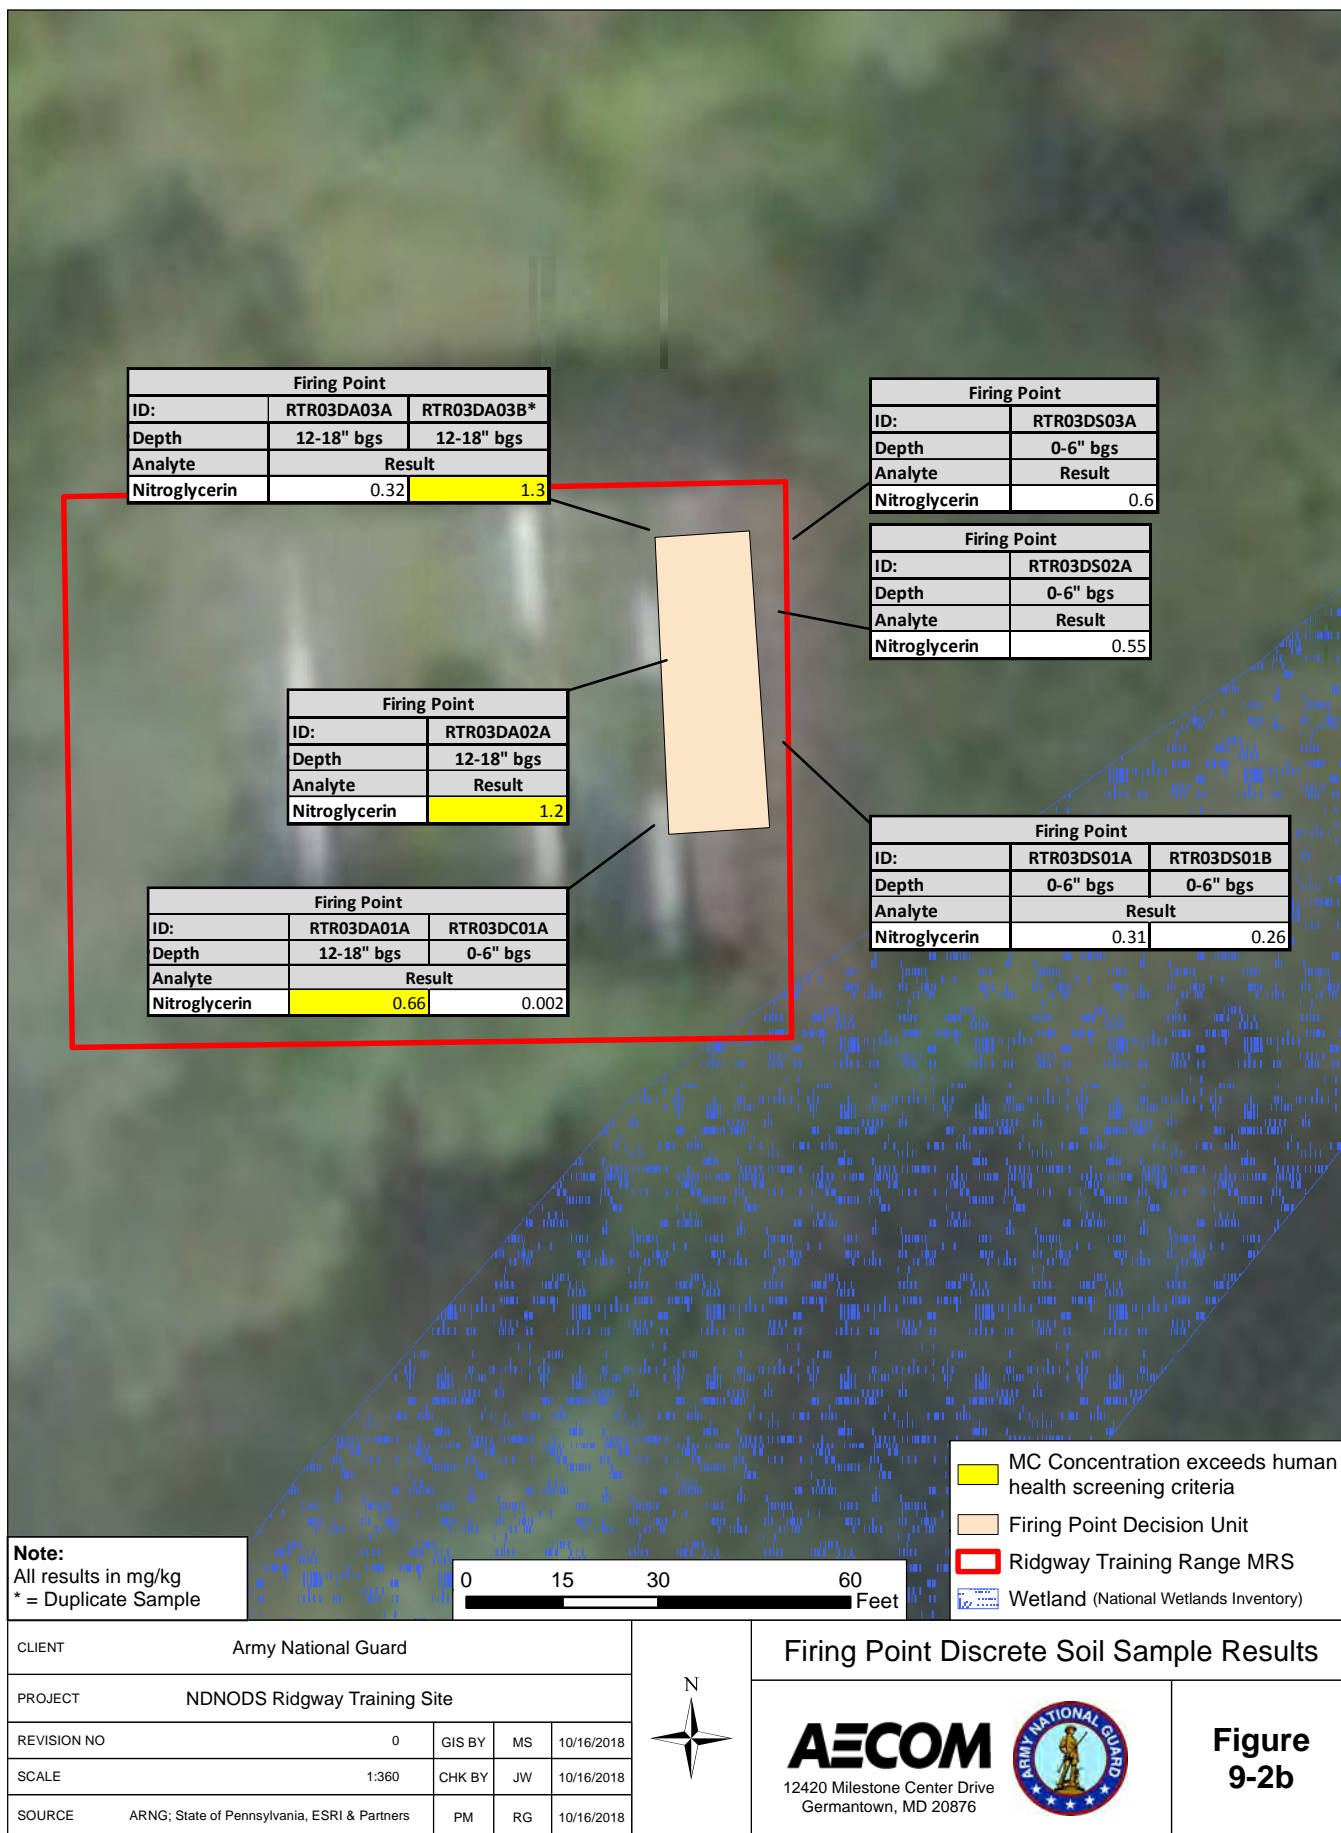 Firing Point
ID: RTR03DA03A RTR03DA03B*
Depth 12-18" bgs 12-18" bgs
Analyte Result
Nitroglycerin 0.32 1.3
Firing Point
ID: RTR03DS03A
Depth 0-6" bgs
Analyte Result
Nitroglycerin 0.6
Firing Point
ID: RTR03DS02A
Depth 0-6" bgs
Analyte Result
Nitroglycerin 0.55
Firing Point
ID: RTR03DA02A
Depth 12-18" bgs
Analyte Result
Nitroglycerin 1.2
Firing Point
ID: RTR03DS01A RTR03DS01B
Depth 0-6" bgs 0-6" bgs
Analyte Result
Nitroglycerin 0.31 0.26
Firing Point
ID: RTR03DA01A RTR03DC01A
Depth 12-18" bgs 0-6" bgs
Analyte Result
Nitroglycerin 0.66 0.002
MC Concentration exceeds human
health screening criteria
Firing Point Decision Unit
Ridgway Training Range MRS
Wetland (National Wetlands Inventory)
Note:
All results in mg/kg
* = Duplicate Sample
0 15 30 60
Feet
CLIENT Army National Guard
PROJECT NDNODS Ridgway Training Site
REVISION NO 0 GIS BY MS 10/16/2018
SCALE 1:360 CHK BY JW 10/16/2018
SOURCE ARNG; State of Pennsylvania, ESRI & Partners PM RG 10/16/2018
N
Firing Point Discrete Soil Sample Results
AECOM
12420 Milestone Center Drive
Germantown, MD 20876
ARMY NATIONAL GUARD
Figure
9-2b